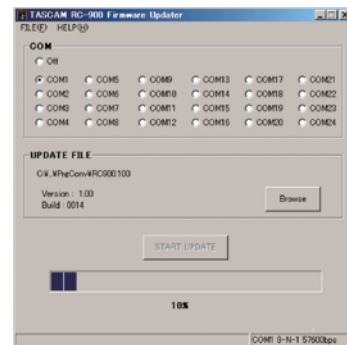 TASCAM RC-900 Firmware Updater
FILE(F) HELP(H)
COM
Off
COM1 COM5 COM9 COM13 COM17 COM21
COM2 COM6 COM10 COM14 COM18 COM22
COM3 COM7 COM11 COM15 COM19 COM23
COM4 COM8 COM12 COM16 COM20 COM24
UPDATE FILE
C:¥..¥PrgConv¥RC900.100
Version : 1.00
Build : 0014
Browse
START UPDATE
10%
COM1 8-N-1 57600bps